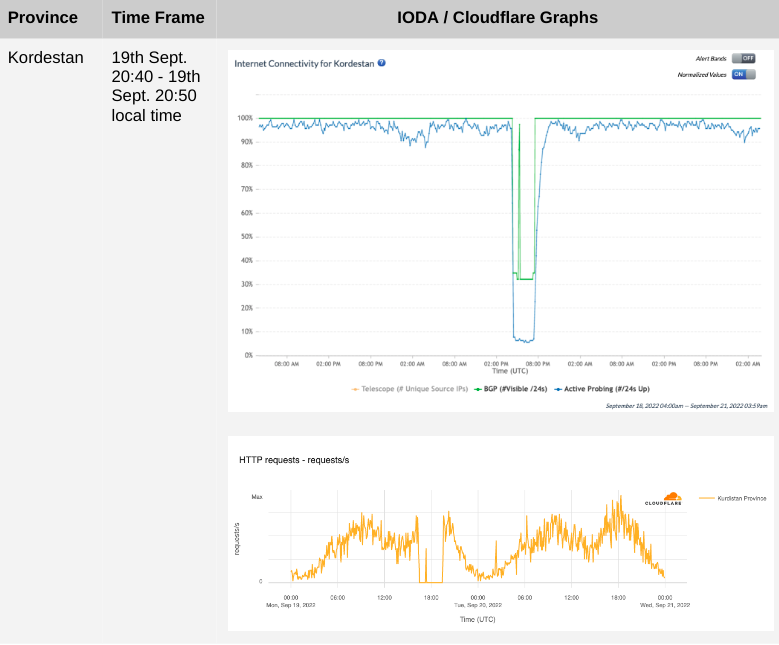 Province Time Frame IODA / Cloudflare Graphs
Kordestan
19th Sept.
20:40 - 19th
Sept. 20:50
local time
Internet Connectivity for Kordestan ?
Alert Bands OFF
Normalized Values ON
100%
90%
80%
70%
60%
50%
40%
30%
20%
10%
0%
08:00 AM 02:00 PM 08:00 PM 02:00 AM 08:00 AM 02:00 PM 08:00 PM 02:00 AM 08:00 AM 02:00 PM 08:00 PM 02:00 AM
Time (UTC)
Telescope (# Unique Source IPs) BGP (#Visible /24s) Active Probing (#/24s Up)
September 18, 2022 04:00am — September 21, 2022 03:59am
HTTP requests - requests/s
CLOUDFLARE
Kurdistan Province
Max
requests/s
0
00:00 06:00 12:00 18:00 00:00 06:00 12:00 18:00 00:00
Mon, Sep 19, 2022 Tue, Sep 20, 2022 Wed, Sep 21, 2022
Time (UTC)